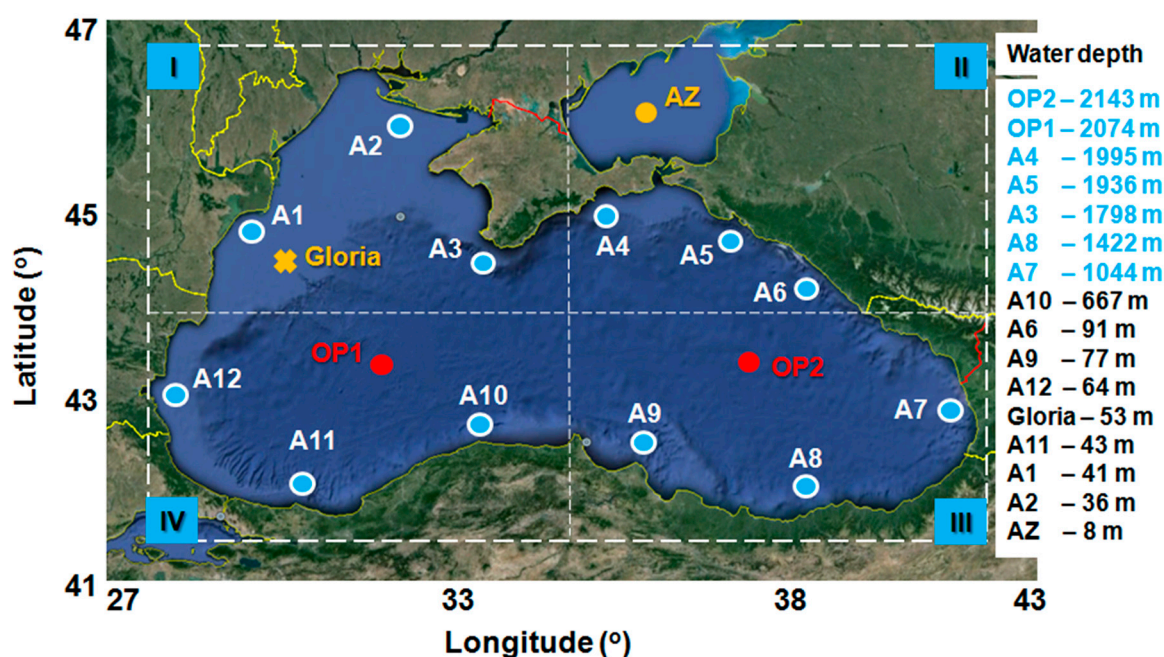 47
45
43
41
Latitude (º)
27
33
38
43
Longitude (º)
I
II
III
IV
AZ
A2
A1
Gloria
A3
A4
A5
A6
OP1
OP2
A12
A10
A9
A7
A11
A8
Water depth
OP2 – 2143 m
OP1 – 2074 m
A4 – 1995 m
A5 – 1936 m
A3 – 1798 m
A8 – 1422 m
A7 – 1044 m
A10 – 667 m
A6 – 91 m
A9 – 77 m
A12 – 64 m
Gloria – 53 m
A11 – 43 m
A1 – 41 m
A2 – 36 m
AZ – 8 m